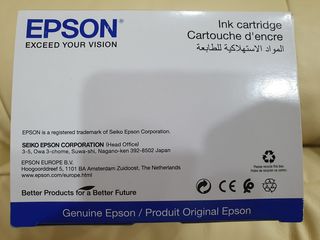 EPSON
EXCEED YOUR VISION
Ink cartridge
Cartouche d'encre
المواد الاستهلاكية للطابعة
EPSON is a registered trademark of Seiko Epson Corporation.
SEIKO EPSON CORPORATION (Head Office)
3-5, Owa 3-chome, Suwa-shi, Nagano-ken 392-8502 Japan
EPSON EUROPE B.V.
Hoogoorddreef 5, 1101 BA Amsterdam Zuidoost, The Netherlands
www.epson.com/europe.html
Better Products for a Better Future
Genuine Epson / Produit Original Epson